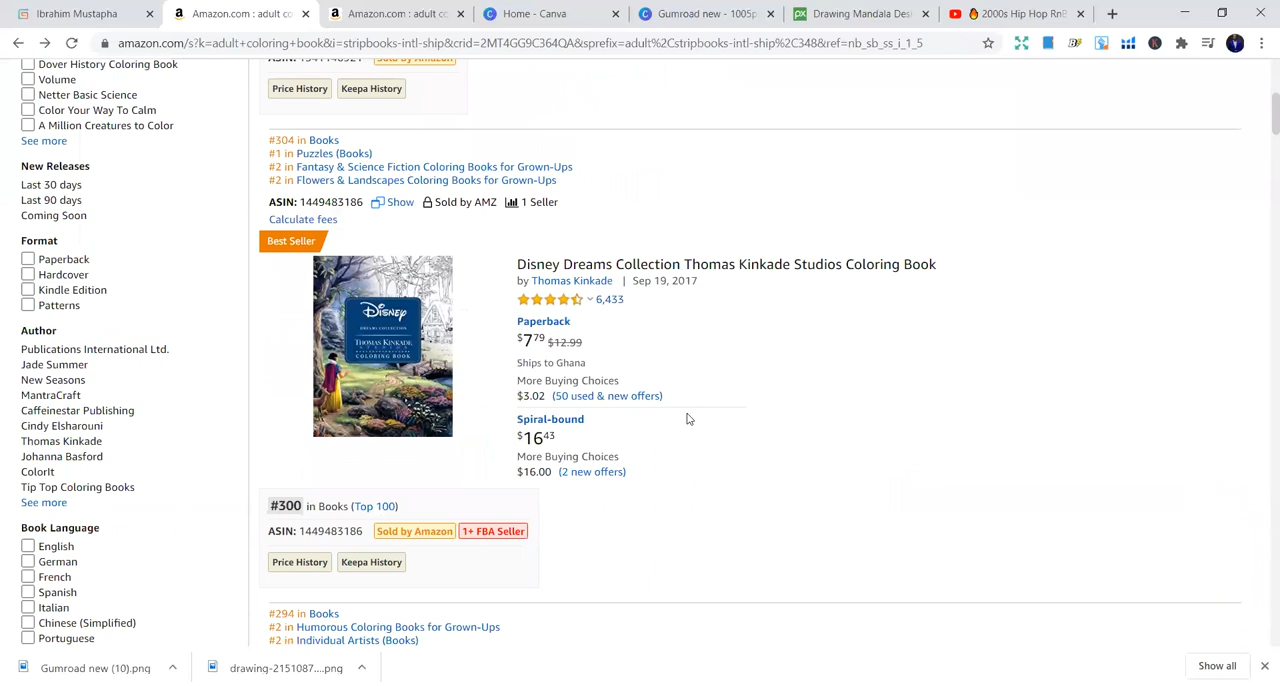 Ibrahim Mustapha
Amazon.com : adult co
Amazon.com : adult co
Home - Canva
Gumroad new - 1005p
Drawing Mandala Des
2000s Hip Hop RnB
amazon.com/s?k=adult+coloring+book&i=stripbooks-intl-ship&crid=2MT4GG9C364QA&sprefix=adult%2Cstripbooks-intl-ship%2C348&ref=nb_sb_ss_i_1_5
Dover History Coloring Book
Volume
Netter Basic Science
Color Your Way To Calm
A Million Creatures to Color
See more
New Releases
Last 30 days
Last 90 days
Coming Soon
Format
Paperback
Hardcover
Kindle Edition
Patterns
Author
Publications International Ltd.
Jade Summer
New Seasons
MantraCraft
Caffeinestar Publishing
Cindy Elsharouni
Thomas Kinkade
Johanna Basford
ColorIt
Tip Top Coloring Books
See more
Book Language
English
German
French
Spanish
Italian
Chinese (Simplified)
Portuguese
Price History
Keepa History
#304 in Books
#1 in Puzzles (Books)
#2 in Fantasy & Science Fiction Coloring Books for Grown-Ups
#2 in Flowers & Landscapes Coloring Books for Grown-Ups
ASIN: 1449483186 Show Sold by AMZ 1 Seller
Calculate fees
Best Seller
Disney
DREAMS COLLECTION
THOMAS KINKADE
STUDIOS
COLORING BOOK
Disney Dreams Collection Thomas Kinkade Studios Coloring Book
by Thomas Kinkade | Sep 19, 2017
6,433
Paperback
$7.79 $12.99
Ships to Ghana
More Buying Choices
$3.02 (50 used & new offers)
Spiral-bound
$16.43
More Buying Choices
$16.00 (2 new offers)
#300 in Books (Top 100)
ASIN: 1449483186 Sold by Amazon 1+ FBA Seller
Price History
Keepa History
#294 in Books
#2 in Humorous Coloring Books for Grown-Ups
#2 in Individual Artists (Books)
Gumroad new (10).png
drawing-2151087....png
Show all